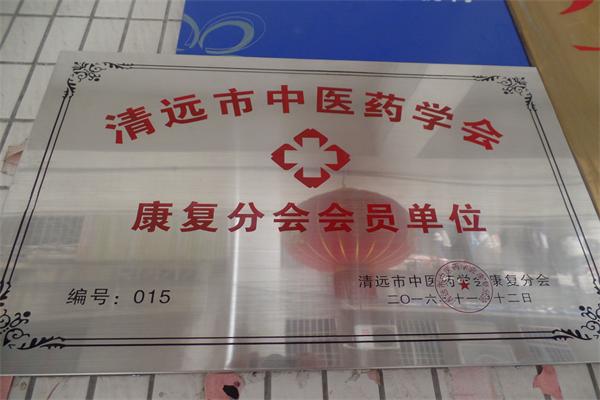 清远市中医药学会
康复分会会员单位
编号：015
清远市中医药学会康复分会
二〇一六 十一 十二日